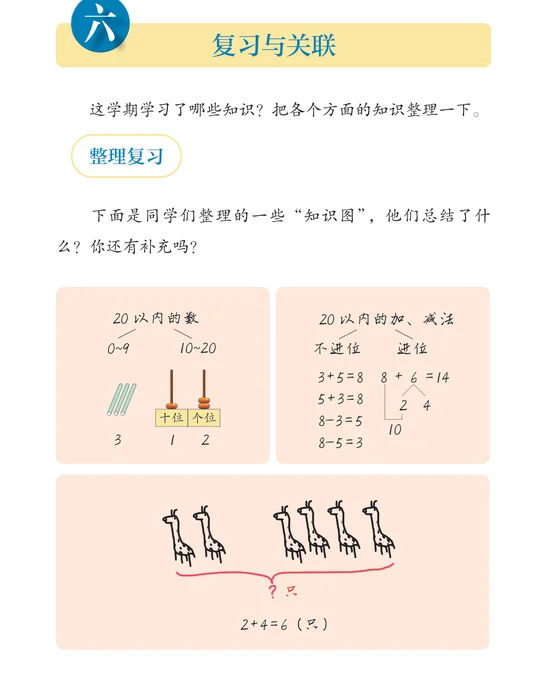 六
复习与关联
这学期学习了哪些知识？把各个方面的知识整理一下。
整理复习
下面是同学们整理的一些“知识图”，他们总结了什
么？你还有补充吗？
20以内的数
0~9 10~20
十位 个位
3 1 2
20以内的加、减法
不进位 进位
3+5=8 8+6=14
5+3=8 2 4
8-3=5 10
8-5=3
?只
2+4=6（只）